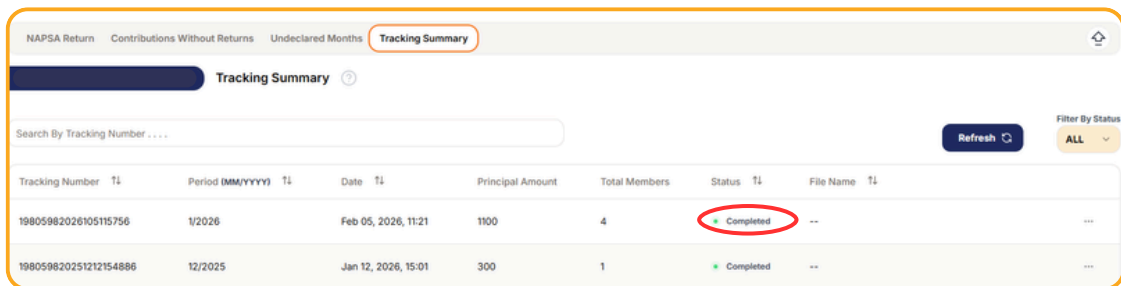 NAPSA Return Contributions Without Returns Undeclared Months Tracking Summary
Tracking Summary ?
Filter By Status
Search By Tracking Number . . . . Refresh ALL
Tracking Number Period (MM/YYYY) Date Principal Amount Total Members Status File Name
19805982026105115756 1/2026 Feb 05, 2026, 11:21 1100 4 Completed --
198059820251212154886 12/2025 Jan 12, 2026, 15:01 300 1 Completed --